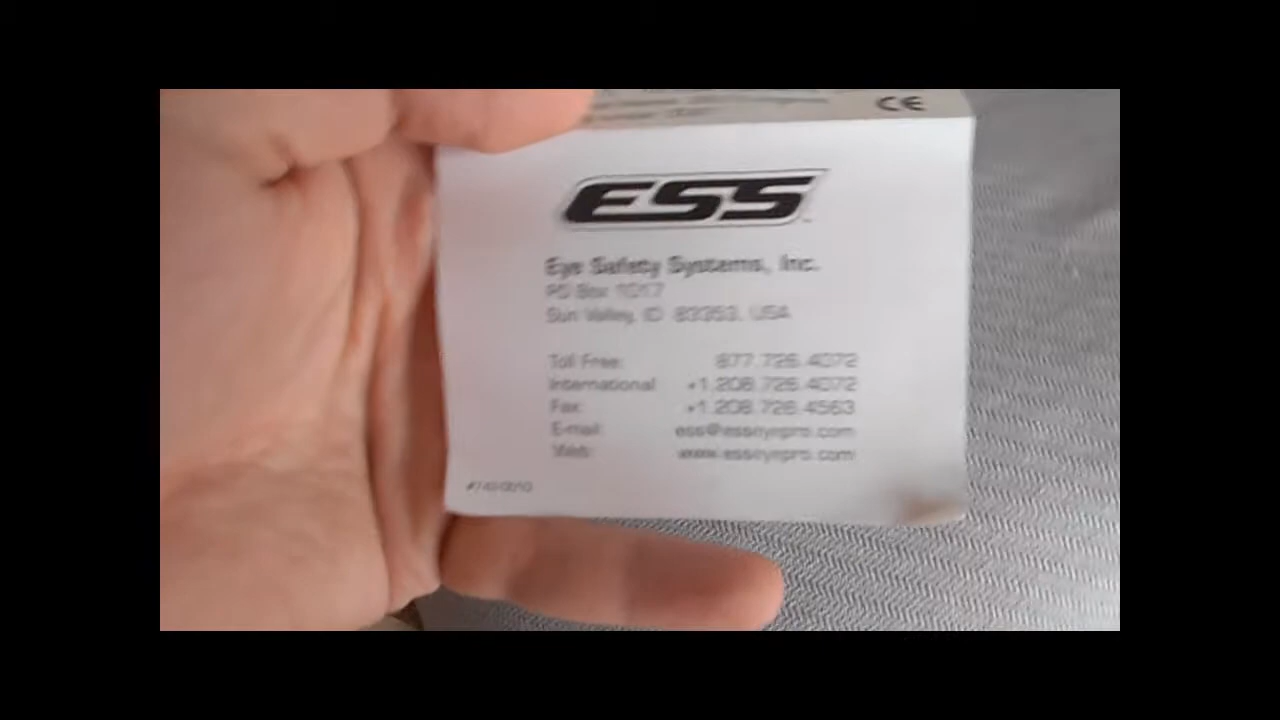 CE
ESS
Eye Safety Systems, Inc.
PO Box 1017
Sun Valley, ID 83353, USA
Toll Free: 877.726.4072
International +1.208.726.4072
Fax: +1.208.726.4563
E-mail: ess@esseyepro.com
Web: www.esseyepro.com